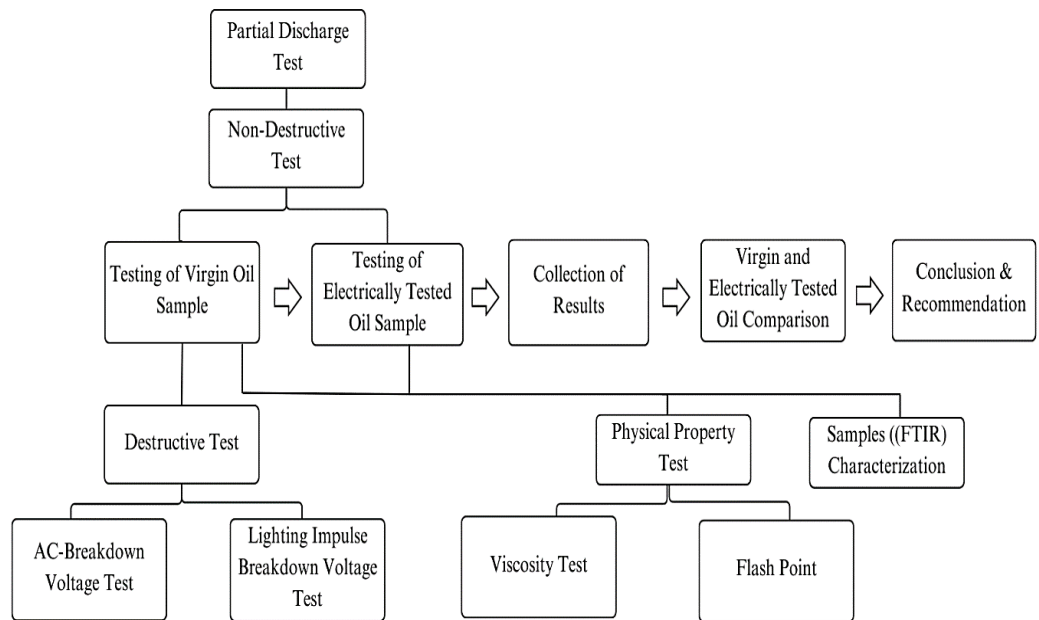 Partial Discharge
Test
Non-Destructive
Test
Testing of Virgin Oil
Sample
Testing of
Electrically Tested
Oil Sample
Collection of
Results
Virgin and
Electrically Tested
Oil Comparison
Conclusion &
Recommendation
Destructive Test
Physical Property
Test
Samples ((FTIR)
Characterization
AC-Breakdown
Voltage Test
Lighting Impulse
Breakdown Voltage
Test
Viscosity Test
Flash Point